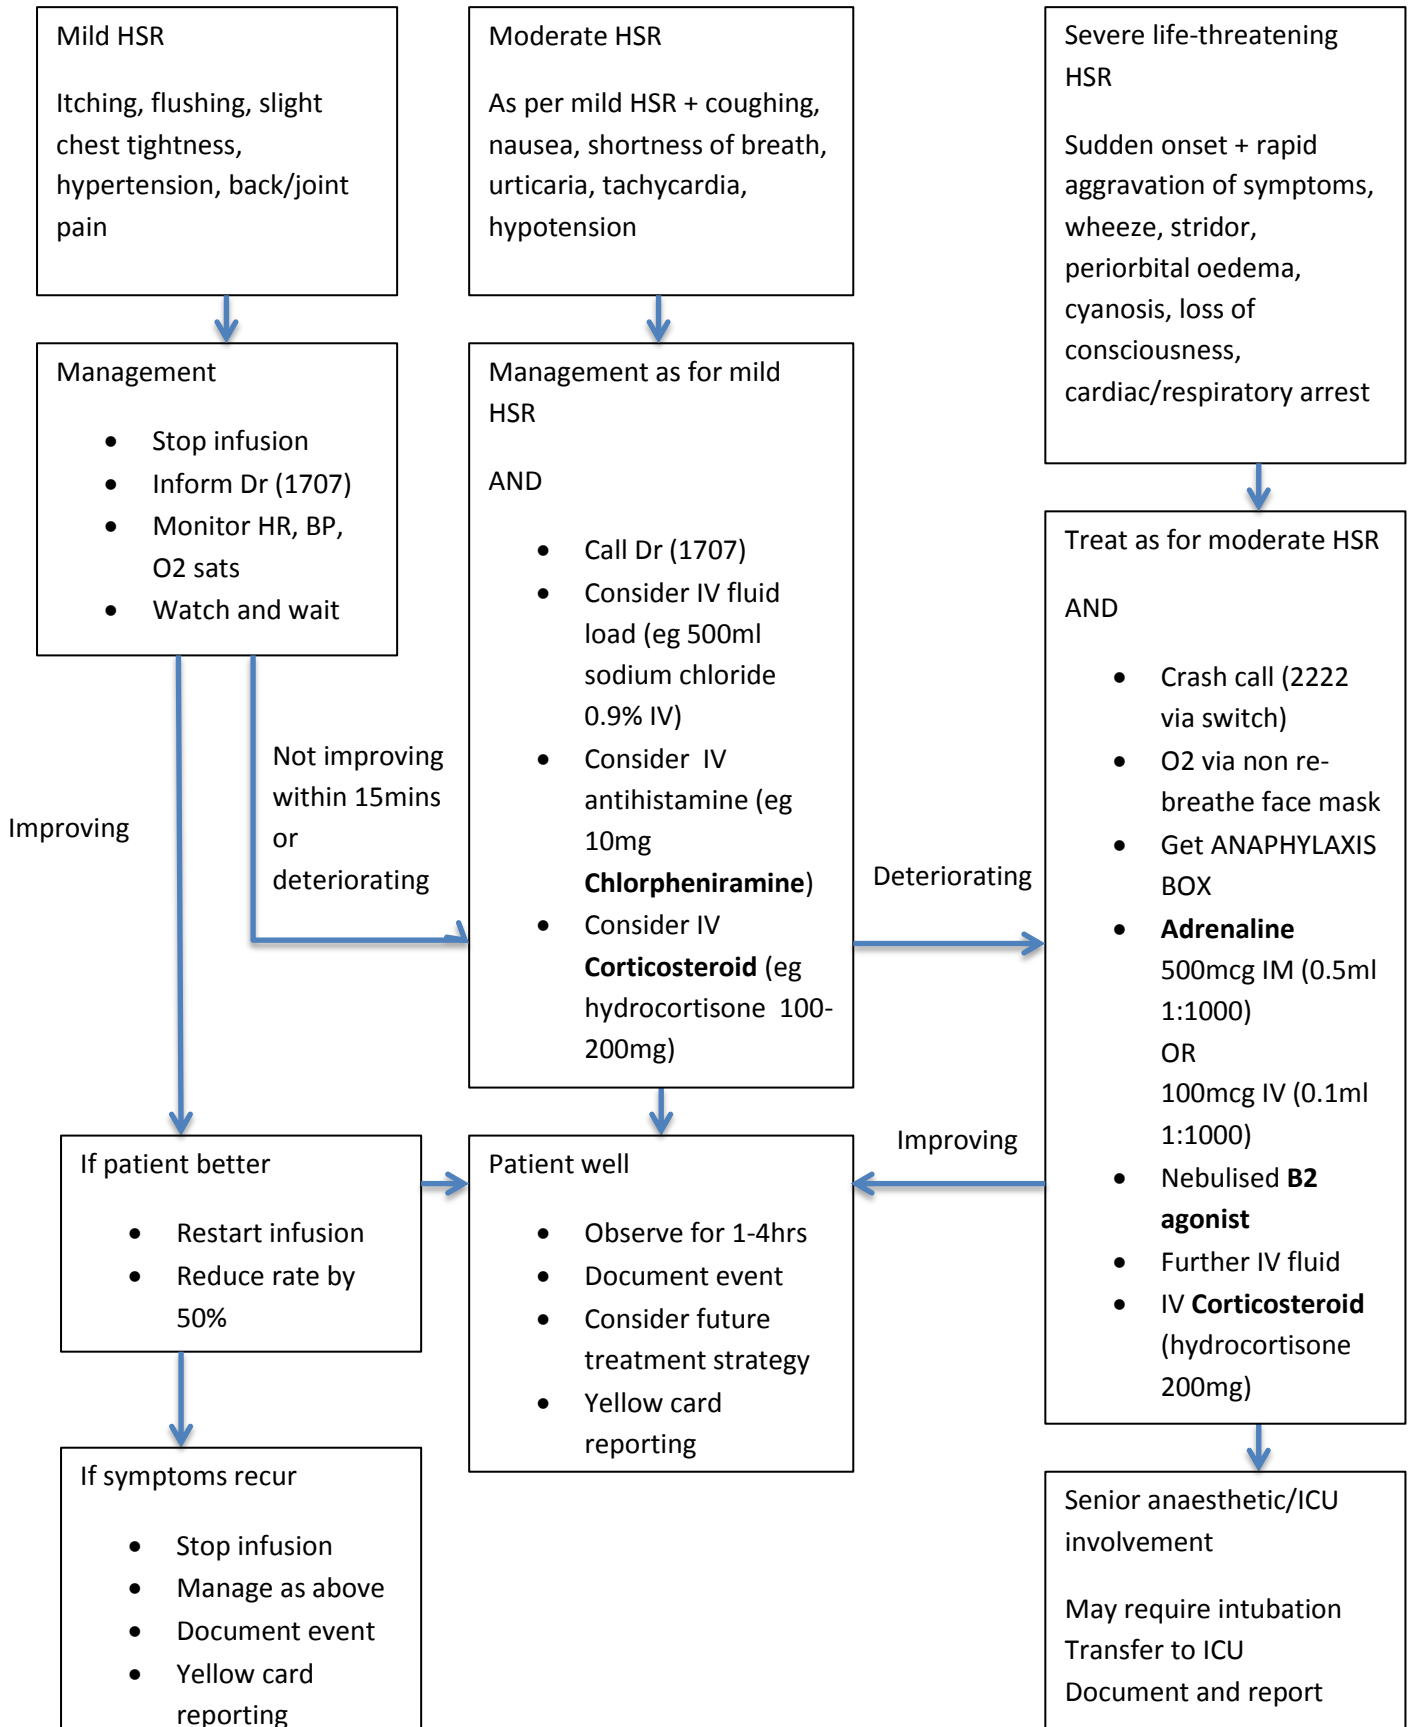 Mild HSR
Itching, flushing, slight
chest tightness,
hypertension, back/joint
pain
Moderate HSR
As per mild HSR + coughing,
nausea, shortness of breath,
urticaria, tachycardia,
hypotension
Severe life-threatening
HSR
Sudden onset + rapid
aggravation of symptoms,
wheeze, stridor,
periorbital oedema,
cyanosis, loss of
consciousness,
cardiac/respiratory arrest
Management
• Stop infusion
• Inform Dr (1707)
• Monitor HR, BP,
O2 sats
• Watch and wait
Management as for mild
HSR
AND
• Call Dr (1707)
• Consider IV fluid
load (eg 500ml
sodium chloride
0.9% IV)
• Consider IV
antihistamine (eg
10mg
Chlorpheniramine)
• Consider IV
Corticosteroid (eg
hydrocortisone 100-
200mg)
Treat as for moderate HSR
AND
• Crash call (2222
via switch)
• O2 via non re-
breathe face mask
• Get ANAPHYLAXIS
BOX
• Adrenaline
500mcg IM (0.5ml
1:1000)
OR
100mcg IV (0.1ml
1:1000)
• Nebulised B2
agonist
• Further IV fluid
• IV Corticosteroid
(hydrocortisone
200mg)
Improving
Not improving
within 15mins
or
deteriorating
Deteriorating
Improving
If patient better
• Restart infusion
• Reduce rate by
50%
Patient well
• Observe for 1-4hrs
• Document event
• Consider future
treatment strategy
• Yellow card
reporting
If symptoms recur
• Stop infusion
• Manage as above
• Document event
• Yellow card
reporting
Senior anaesthetic/ICU
involvement
May require intubation
Transfer to ICU
Document and report